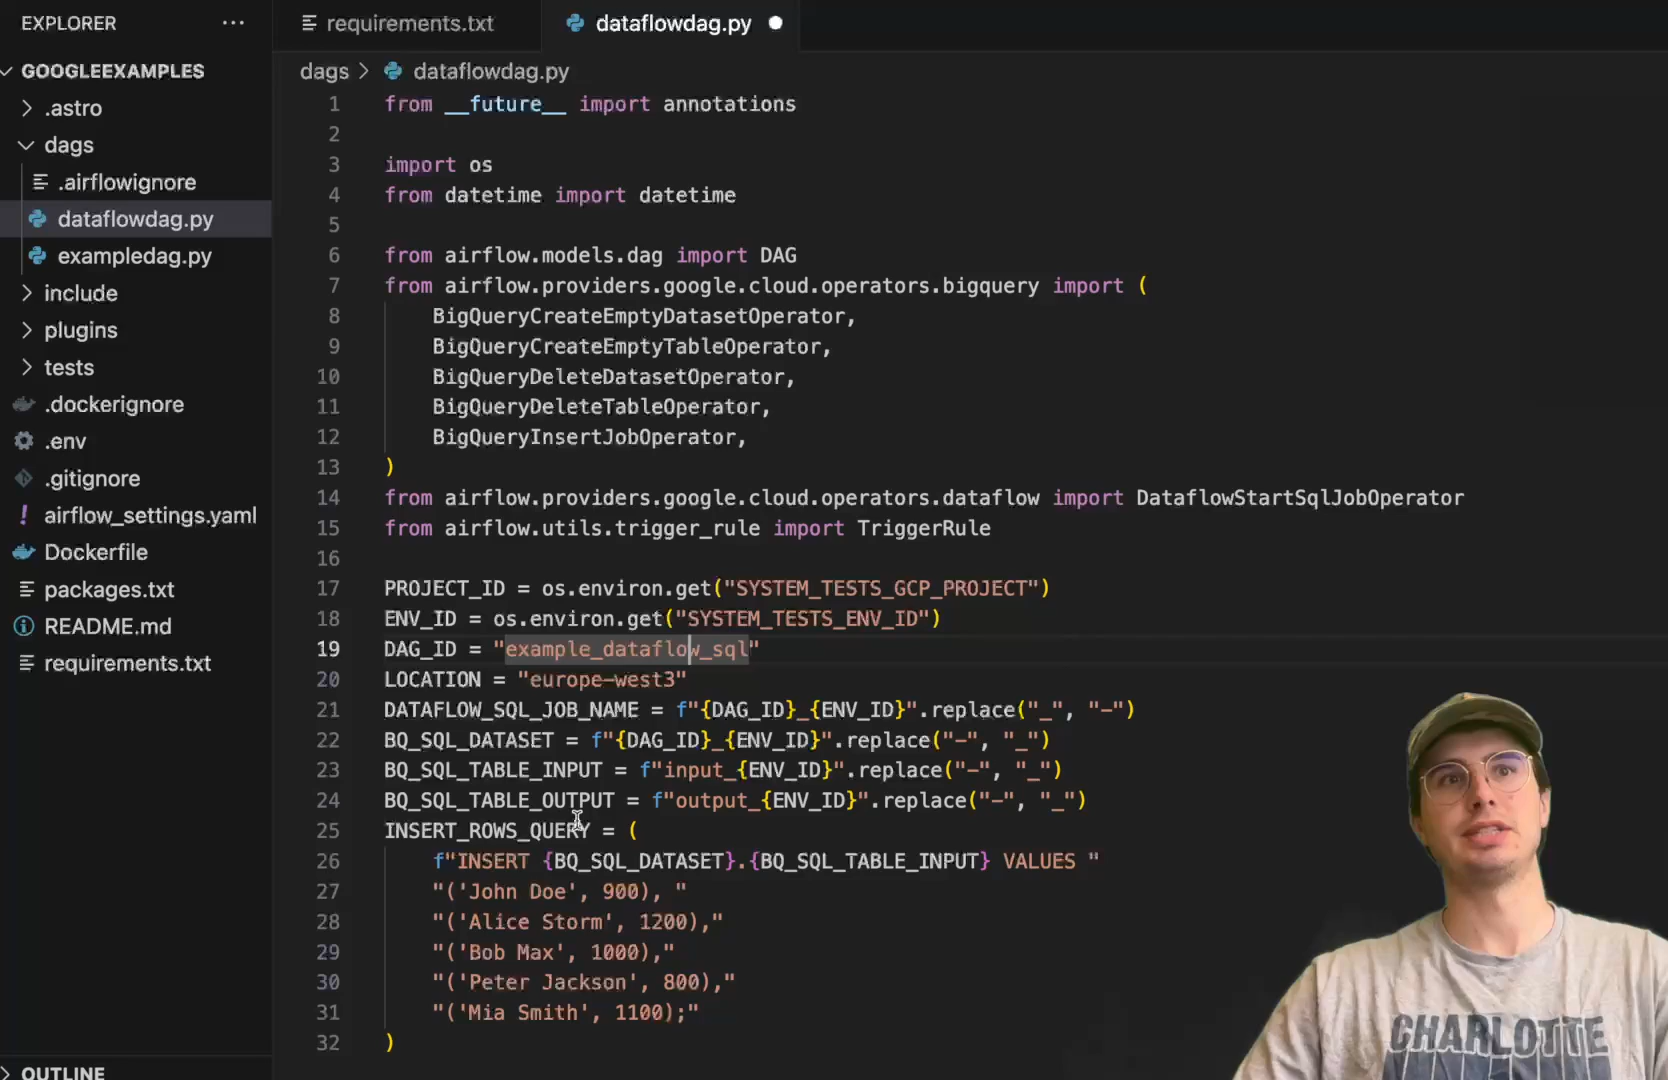 EXPLORER
GOOGLEEXAMPLES
.astro
dags
.airflowignore
dataflowdag.py
exampledag.py
include
plugins
tests
.dockerignore
.env
.gitignore
! airflow_settings.yaml
Dockerfile
packages.txt
README.md
requirements.txt
OUTLINE
requirements.txt
dataflowdag.py
dags > dataflowdag.py
1 from __future__ import annotations
2
3 import os
4 from datetime import datetime
5
6 from airflow.models.dag import DAG
7 from airflow.providers.google.cloud.operators.bigquery import (
8 BigQueryCreateEmptyDatasetOperator,
9 BigQueryCreateEmptyTableOperator,
10 BigQueryDeleteDatasetOperator,
11 BigQueryDeleteTableOperator,
12 BigQueryInsertJobOperator,
13 )
14 from airflow.providers.google.cloud.operators.dataflow import DataflowStartSqlJobOperator
15 from airflow.utils.trigger_rule import TriggerRule
16
17 PROJECT_ID = os.environ.get("SYSTEM_TESTS_GCP_PROJECT")
18 ENV_ID = os.environ.get("SYSTEM_TESTS_ENV_ID")
19 DAG_ID = "example_dataflow_sql"
20 LOCATION = "europe-west3"
21 DATAFLOW_SQL_JOB_NAME = f"{DAG_ID}_{ENV_ID}".replace("_", "-")
22 BQ_SQL_DATASET = f"{DAG_ID}_{ENV_ID}".replace("-", "_")
23 BQ_SQL_TABLE_INPUT = f"input_{ENV_ID}".replace("-", "_")
24 BQ_SQL_TABLE_OUTPUT = f"output_{ENV_ID}".replace("-", "_")
25 INSERT_ROWS_QUERY = (
26 f"INSERT {BQ_SQL_DATASET}.{BQ_SQL_TABLE_INPUT} VALUES "
27 "('John Doe', 900), "
28 "('Alice Storm', 1200),"
29 "('Bob Max', 1000),"
30 "('Peter Jackson', 800),"
31 "('Mia Smith', 1100);"
32 )
CHARLOTTE